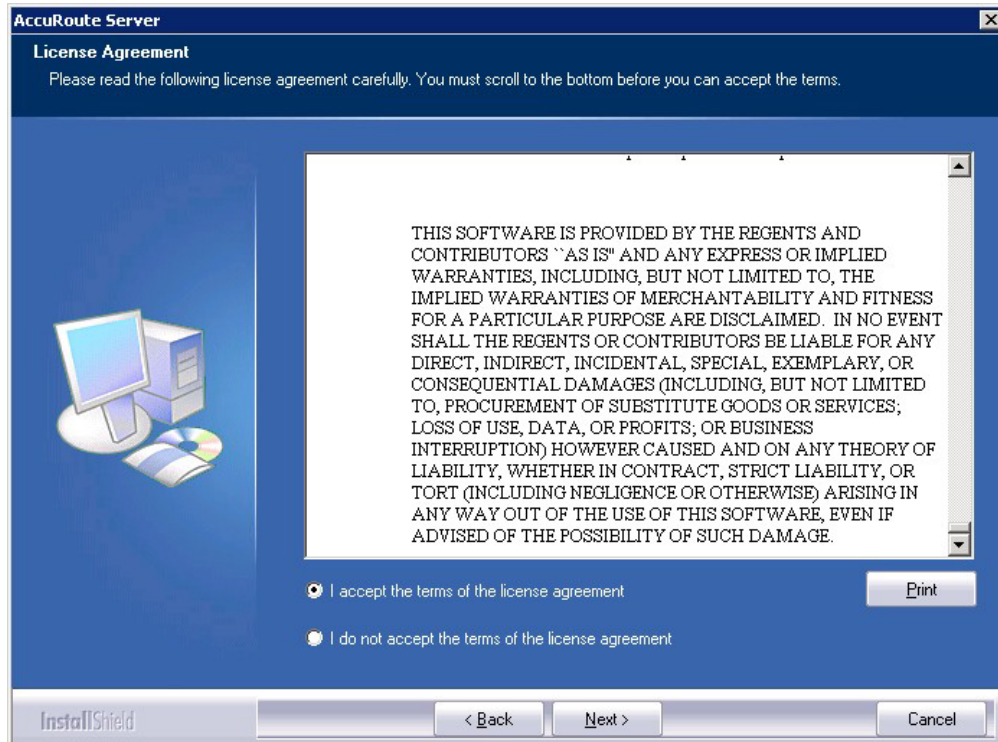 AccuRoute Server
License Agreement
Please read the following license agreement carefully. You must scroll to the bottom before you can accept the terms.
THIS SOFTWARE IS PROVIDED BY THE REGENTS AND
CONTRIBUTORS ``AS IS'' AND ANY EXPRESS OR IMPLIED
WARRANTIES, INCLUDING, BUT NOT LIMITED TO, THE
IMPLIED WARRANTIES OF MERCHANTABILITY AND FITNESS
FOR A PARTICULAR PURPOSE ARE DISCLAIMED. IN NO EVENT
SHALL THE REGENTS OR CONTRIBUTORS BE LIABLE FOR ANY
DIRECT, INDIRECT, INCIDENTAL, SPECIAL, EXEMPLARY, OR
CONSEQUENTIAL DAMAGES (INCLUDING, BUT NOT LIMITED
TO, PROCUREMENT OF SUBSTITUTE GOODS OR SERVICES;
LOSS OF USE, DATA, OR PROFITS; OR BUSINESS
INTERRUPTION) HOWEVER CAUSED AND ON ANY THEORY OF
LIABILITY, WHETHER IN CONTRACT, STRICT LIABILITY, OR
TORT (INCLUDING NEGLIGENCE OR OTHERWISE) ARISING IN
ANY WAY OUT OF THE USE OF THIS SOFTWARE, EVEN IF
ADVISED OF THE POSSIBILITY OF SUCH DAMAGE.
I accept the terms of the license agreement
Print
I do not accept the terms of the license agreement
InstallShield
< Back
Next >
Cancel